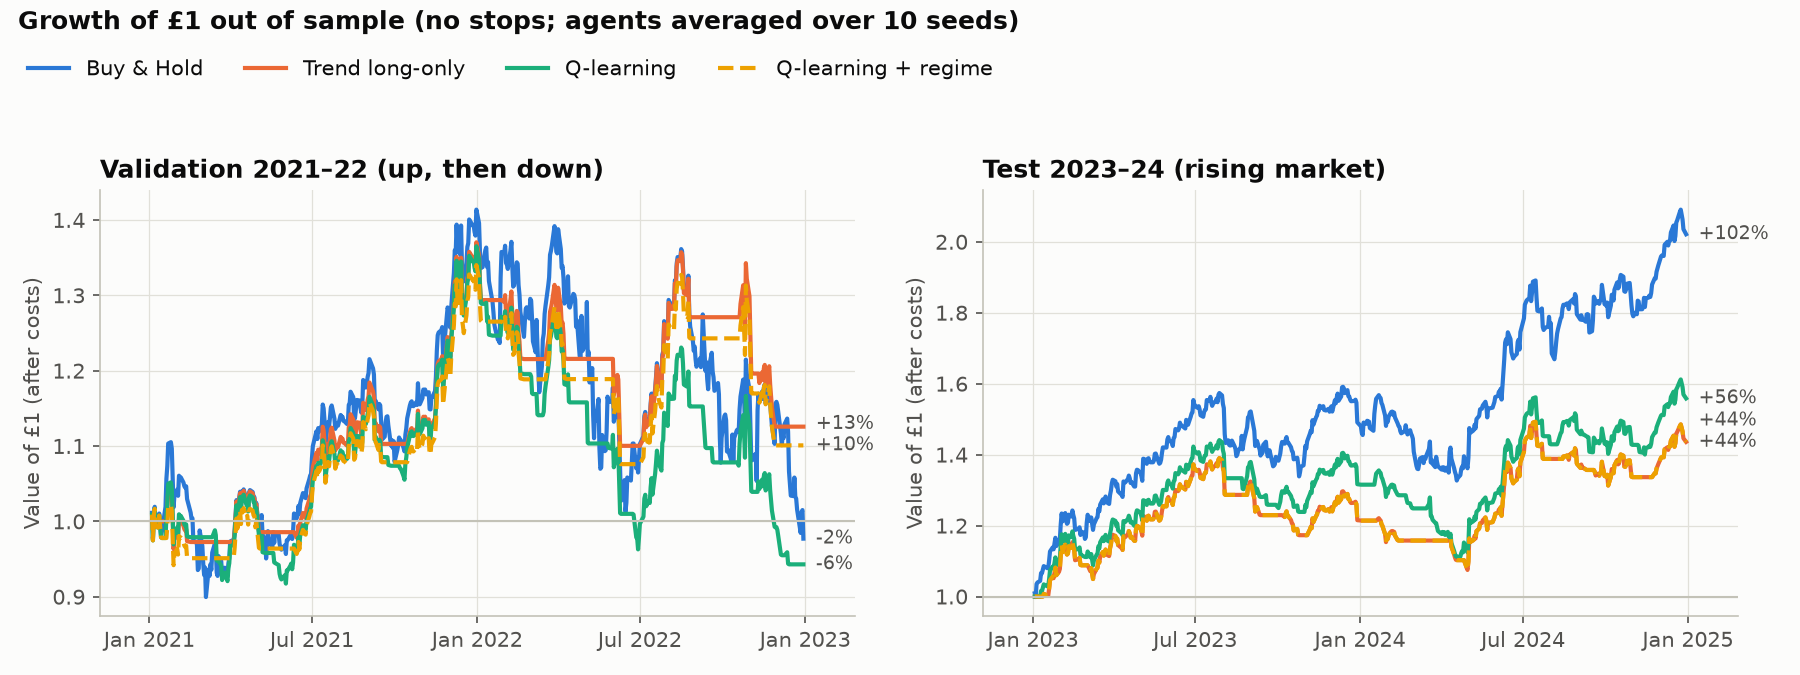 Growth of £1 out of sample (no stops; agents averaged over 10 seeds)
Buy & Hold
Trend long-only
Q-learning
Q-learning + regime
Validation 2021–22 (up, then down)
Value of £1 (after costs)
1.4
1.3
1.2
1.1
1.0
0.9
+13%
+10%
-2%
-6%
Jan 2021
Jul 2021
Jan 2022
Jul 2022
Jan 2023
Test 2023–24 (rising market)
Value of £1 (after costs)
2.0
1.8
1.6
1.4
1.2
1.0
+102%
+56%
+44%
+44%
Jan 2023
Jul 2023
Jan 2024
Jul 2024
Jan 2025